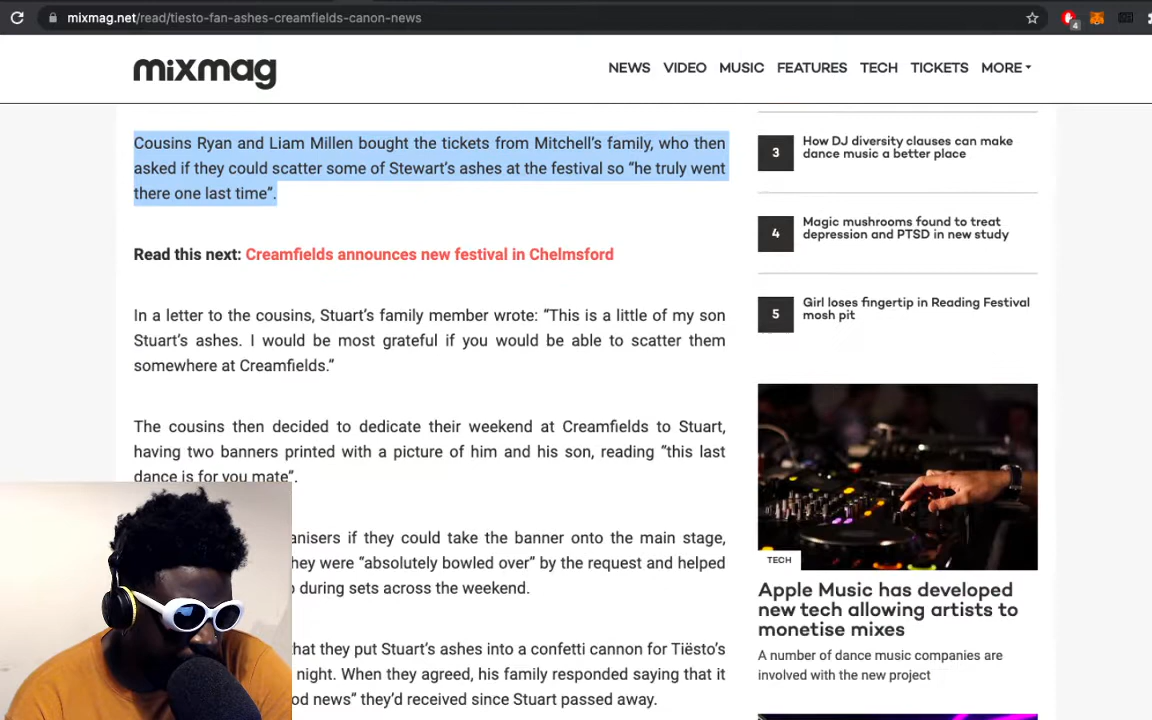 mixmag.net/read/tiesto-fan-ashes-creamfields-canon-news
4
mixmag
NEWS VIDEO MUSIC FEATURES TECH TICKETS MORE
Cousins Ryan and Liam Millen bought the tickets from Mitchell’s family, who then
asked if they could scatter some of Stewart’s ashes at the festival so “he truly went
there one last time”.
Read this next: Creamfields announces new festival in Chelmsford
In a letter to the cousins, Stuart’s family member wrote: “This is a little of my son
Stuart’s ashes. I would be most grateful if you would be able to scatter them
somewhere at Creamfields.”
The cousins then decided to dedicate their weekend at Creamfields to Stuart,
having two banners printed with a picture of him and his son, reading “this last
dance is for you mate”.
anisers if they could take the banner onto the main stage,
hey were “absolutely bowled over” by the request and helped
during sets across the weekend.
hat they put Stuart’s ashes into a confetti cannon for Tiësto’s
night. When they agreed, his family responded saying that it
od news” they’d received since Stuart passed away.
3
How DJ diversity clauses can make
dance music a better place
4
Magic mushrooms found to treat
depression and PTSD in new study
5
Girl loses fingertip in Reading Festival
mosh pit
TECH
Apple Music has developed
new tech allowing artists to
monetise mixes
A number of dance music companies are
involved with the new project